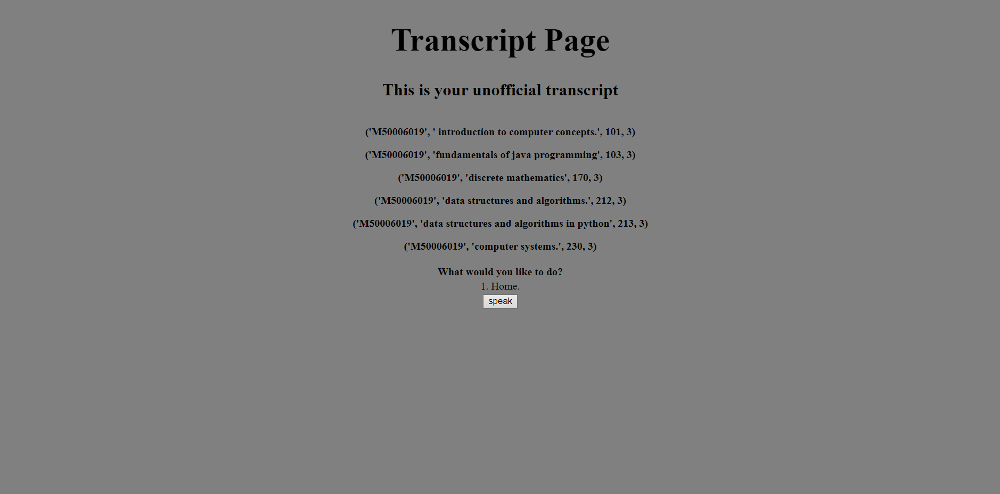 Transcript Page
This is your unofficial transcript
('M50006019', ' introduction to computer concepts.', 101, 3)
('M50006019', 'fundamentals of java programming', 103, 3)
('M50006019', 'discrete mathematics', 170, 3)
('M50006019', 'data structures and algorithms.', 212, 3)
('M50006019', 'data structures and algorithms in python', 213, 3)
('M50006019', 'computer systems.', 230, 3)
What would you like to do?
1. Home.
speak